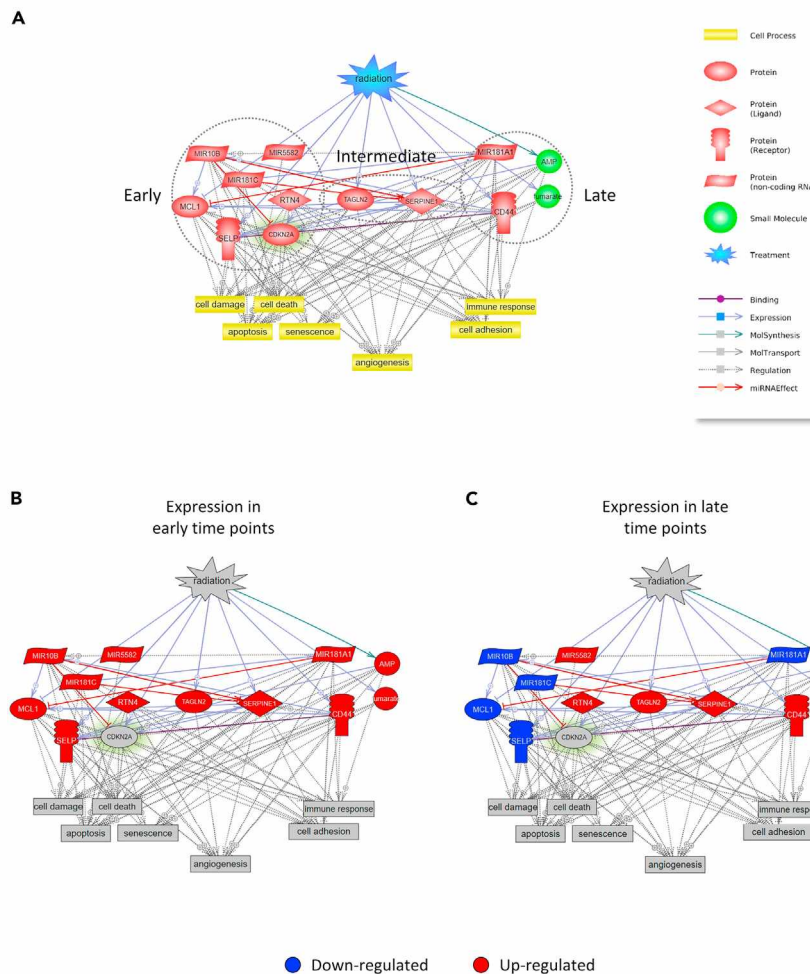 A
radiation
Cell Process
Protein
Protein
(Ligand)
Protein
(Receptor)
Protein
(non-coding RNA
Small Molecule
Treatment
Binding
Expression
MolSynthesis
MolTransport
Regulation
miRNAEffect
Early
Intermediate
Late
MIR10B
MIR5582
MIR181A1
AMP
MIR181C
MCL1
RTN4
TAGLN2
SERPINE1
CD44
fumarate
SELP
CDKN2A
cell damage
cell death
immune response
apoptosis
senescence
cell adhesion
angiogenesis
B
Expression in
early time points
radiation
MIR10B
MIR5582
MIR181A1
AMP
MIR181C
MCL1
RTN4
TAGLN2
SERPINE1
CD44
fumarate
SELP
CDKN2A
cell damage
cell death
immune response
apoptosis
senescence
cell adhesion
angiogenesis
C
Expression in late
time points
radiation
MIR10B
MIR5582
MIR181A1
MIR181C
MCL1
RTN4
TAGLN2
SERPINE1
CD44
SELP
CDKN2A
cell damage
cell death
immune respo
apoptosis
senescence
cell adhesion
angiogenesis
Down-regulated
Up-regulated